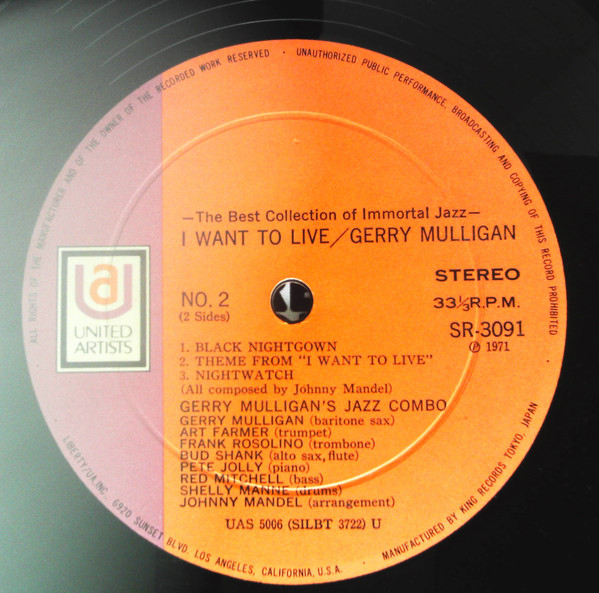 ALL RIGHTS OF THE MANUFACTURER AND OF THE OWNER OF THE RECORDED WORK RESERVED · UNAUTHORIZED PUBLIC PERFORMANCE, BROADCASTING AND COPYING OF THIS RECORD PROHIBITED
—The Best Collection of Immortal Jazz—
I WANT TO LIVE/GERRY MULLIGAN
STEREO
NO. 2
33⅓R.P.M.
(2 Sides)
SR-3091
Ⓟ 1971
UA
UNITED
ARTISTS
1. BLACK NIGHTGOWN
2. THEME FROM “I WANT TO LIVE”
3. NIGHTWATCH
(All composed by Johnny Mandel)
GERRY MULLIGAN'S JAZZ COMBO
GERRY MULLIGAN (baritone sax)
ART FARMER (trumpet)
FRANK ROSOLINO (trombone)
BUD SHANK (alto sax, flute)
PETE JOLLY (piano)
RED MITCHELL (bass)
SHELLY MANNE (drums)
JOHNNY MANDEL (arrangement)
UAS 5006 (SILBT 3722) U
LIBERTY/UA, INC. 6920 SUNSET BLVD. LOS ANGELES, CALIFORNIA, U.S.A. · MANUFACTURED BY KING RECORDS TOKYO, JAPAN